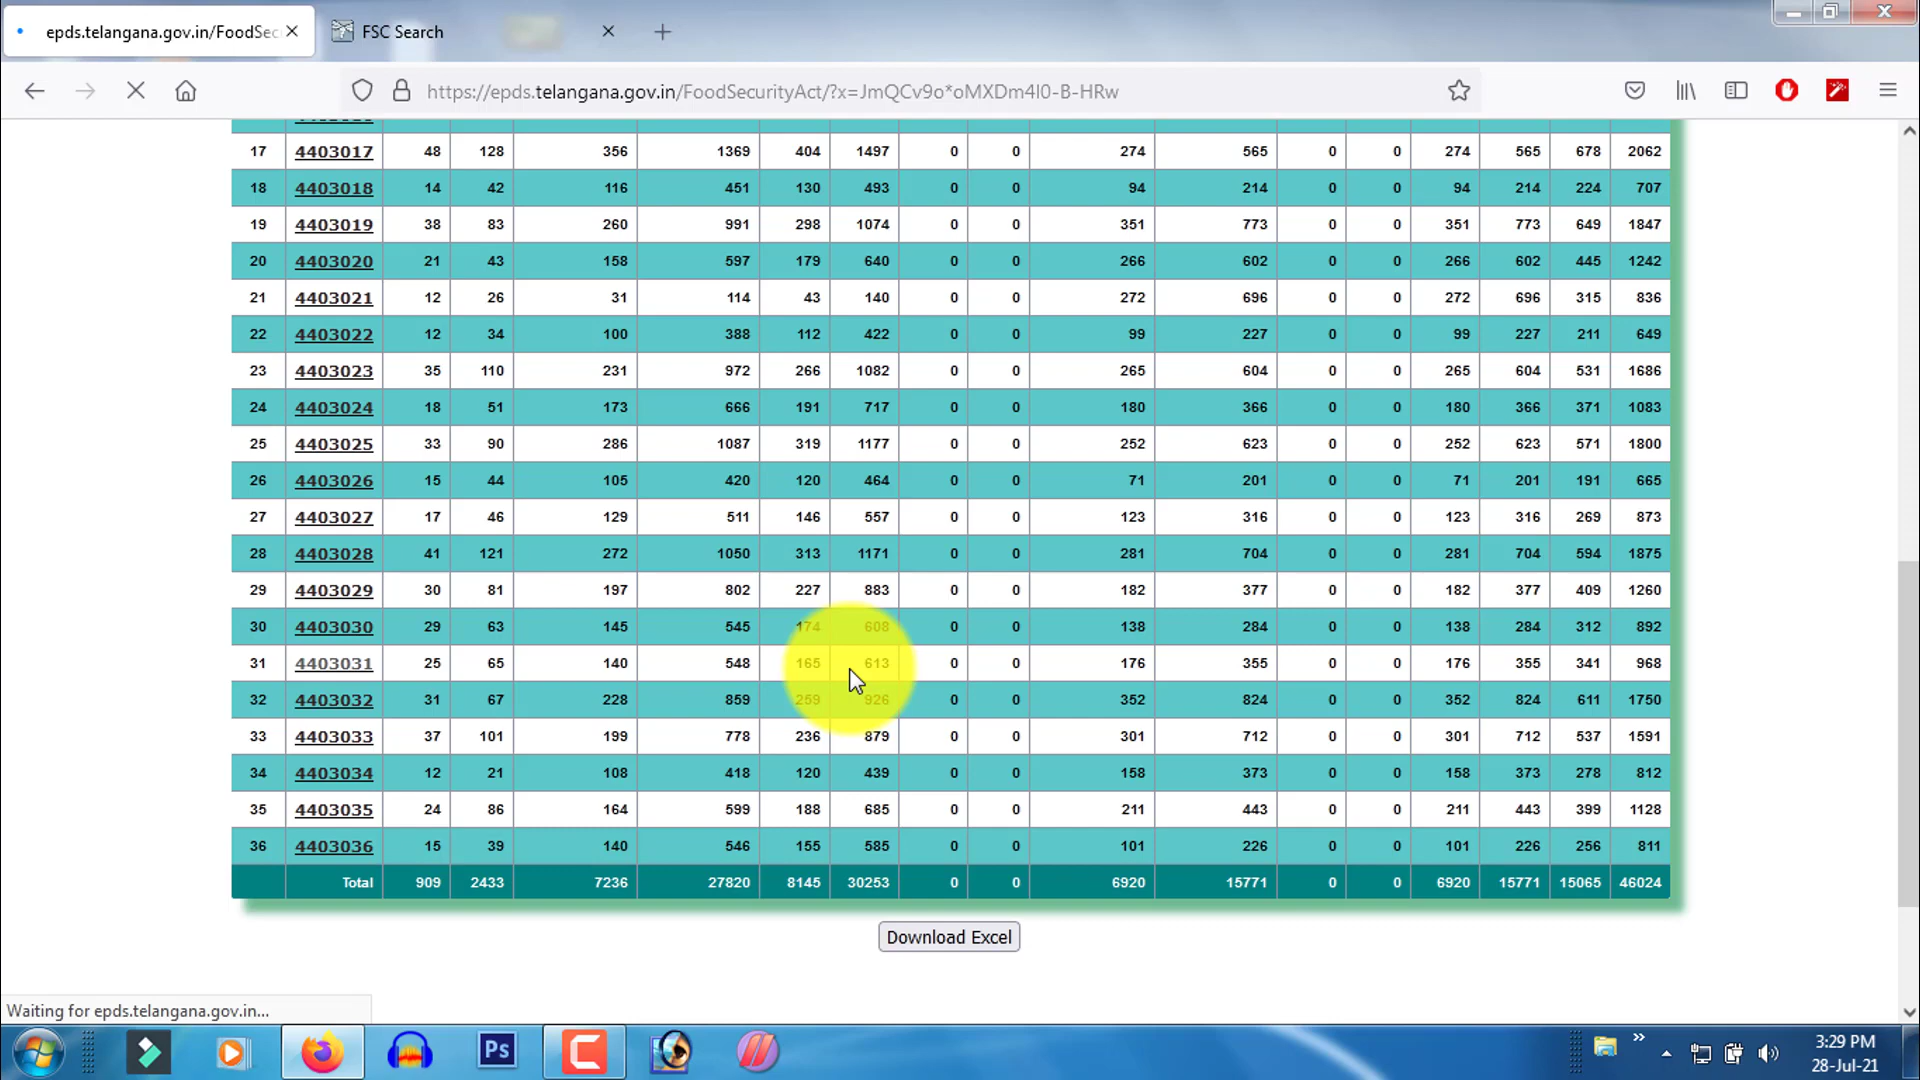 epds.telangana.gov.in/FoodSec
FSC Search
https://epds.telangana.gov.in/FoodSecurityAct/?x=JmQCv9o*oMXDm4l0-B-HRw
17 4403017 48 128 356 1369 404 1497 0 0 274 565 0 0 274 565 678 2062
18 4403018 14 42 116 451 130 493 0 0 94 214 0 0 94 214 224 707
19 4403019 38 83 260 991 298 1074 0 0 351 773 0 0 351 773 649 1847
20 4403020 21 43 158 597 179 640 0 0 266 602 0 0 266 602 445 1242
21 4403021 12 26 31 114 43 140 0 0 272 696 0 0 272 696 315 836
22 4403022 12 34 100 388 112 422 0 0 99 227 0 0 99 227 211 649
23 4403023 35 110 231 972 266 1082 0 0 265 604 0 0 265 604 531 1686
24 4403024 18 51 173 666 191 717 0 0 180 366 0 0 180 366 371 1083
25 4403025 33 90 286 1087 319 1177 0 0 252 623 0 0 252 623 571 1800
26 4403026 15 44 105 420 120 464 0 0 71 201 0 0 71 201 191 665
27 4403027 17 46 129 511 146 557 0 0 123 316 0 0 123 316 269 873
28 4403028 41 121 272 1050 313 1171 0 0 281 704 0 0 281 704 594 1875
29 4403029 30 81 197 802 227 883 0 0 182 377 0 0 182 377 409 1260
30 4403030 29 63 145 545 174 608 0 0 138 284 0 0 138 284 312 892
31 4403031 25 65 140 548 165 613 0 0 176 355 0 0 176 355 341 968
32 4403032 31 67 228 859 259 926 0 0 352 824 0 0 352 824 611 1750
33 4403033 37 101 199 778 236 879 0 0 301 712 0 0 301 712 537 1591
34 4403034 12 21 108 418 120 439 0 0 158 373 0 0 158 373 278 812
35 4403035 24 86 164 599 188 685 0 0 211 443 0 0 211 443 399 1128
36 4403036 15 39 140 546 155 585 0 0 101 226 0 0 101 226 256 811
Total 909 2433 7236 27820 8145 30253 0 0 6920 15771 0 0 6920 15771 15065 46024
Download Excel
Waiting for epds.telangana.gov.in...
Ps
3:29 PM
28-Jul-21